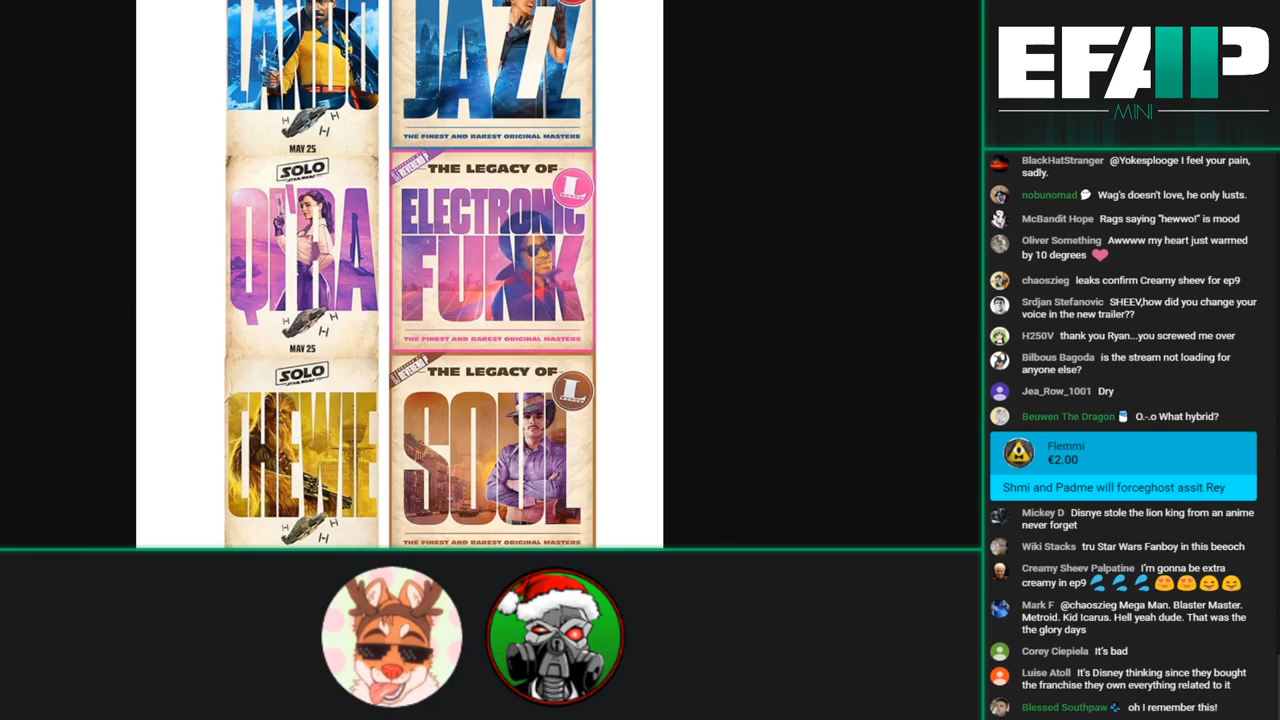 LANDO
MAY 25
SOLO
A STAR WARS STORY
QI'RA
MAY 25
SOLO
A STAR WARS STORY
CHEWIE
JAZZ
THE FINEST AND RAREST ORIGINAL MASTERS
THE LEGACY OF
L
LEGACY
ELECTRONIC
FUNK
THE FINEST AND RAREST ORIGINAL MASTERS
THE LEGACY OF
L
LEGACY
SOUL
THE FINEST AND RAREST ORIGINAL MASTERS
EFAP
MINI
BlackHatStranger @Yokesplooge I feel your pain,
sadly.
nobunomad Wag's doesn't love, he only lusts.
McBandit Hope Rags saying "hewwo!" is mood
Oliver Something Awwww my heart just warmed
by 10 degrees
chaoszieg leaks confirm Creamy sheev for ep9
Srdjan Stefanovic SHEEV,how did you change your
voice in the new trailer??
H250V thank you Ryan...you screwed me over
Bilbous Bagoda is the stream not loading for
anyone else?
Jea_Row_1001 Dry
Beuwen The Dragon O.-.o What hybrid?
Flemmi
€2.00
Shmi and Padme will forceghost assit Rey
Mickey D Disnye stole the lion king from an anime
never forget
Wiki Stacks tru Star Wars Fanboy in this beeoch
Creamy Sheev Palpatine I'm gonna be extra
creamy in ep9
Mark F @chaoszieg Mega Man. Blaster Master.
Metroid. Kid Icarus. Hell yeah dude. That was the
the glory days
Corey Ciepiela It's bad
Luise Atoll It's Disney thinking since they bought
the franchise they own everything related to it
Blessed Southpaw oh I remember this!